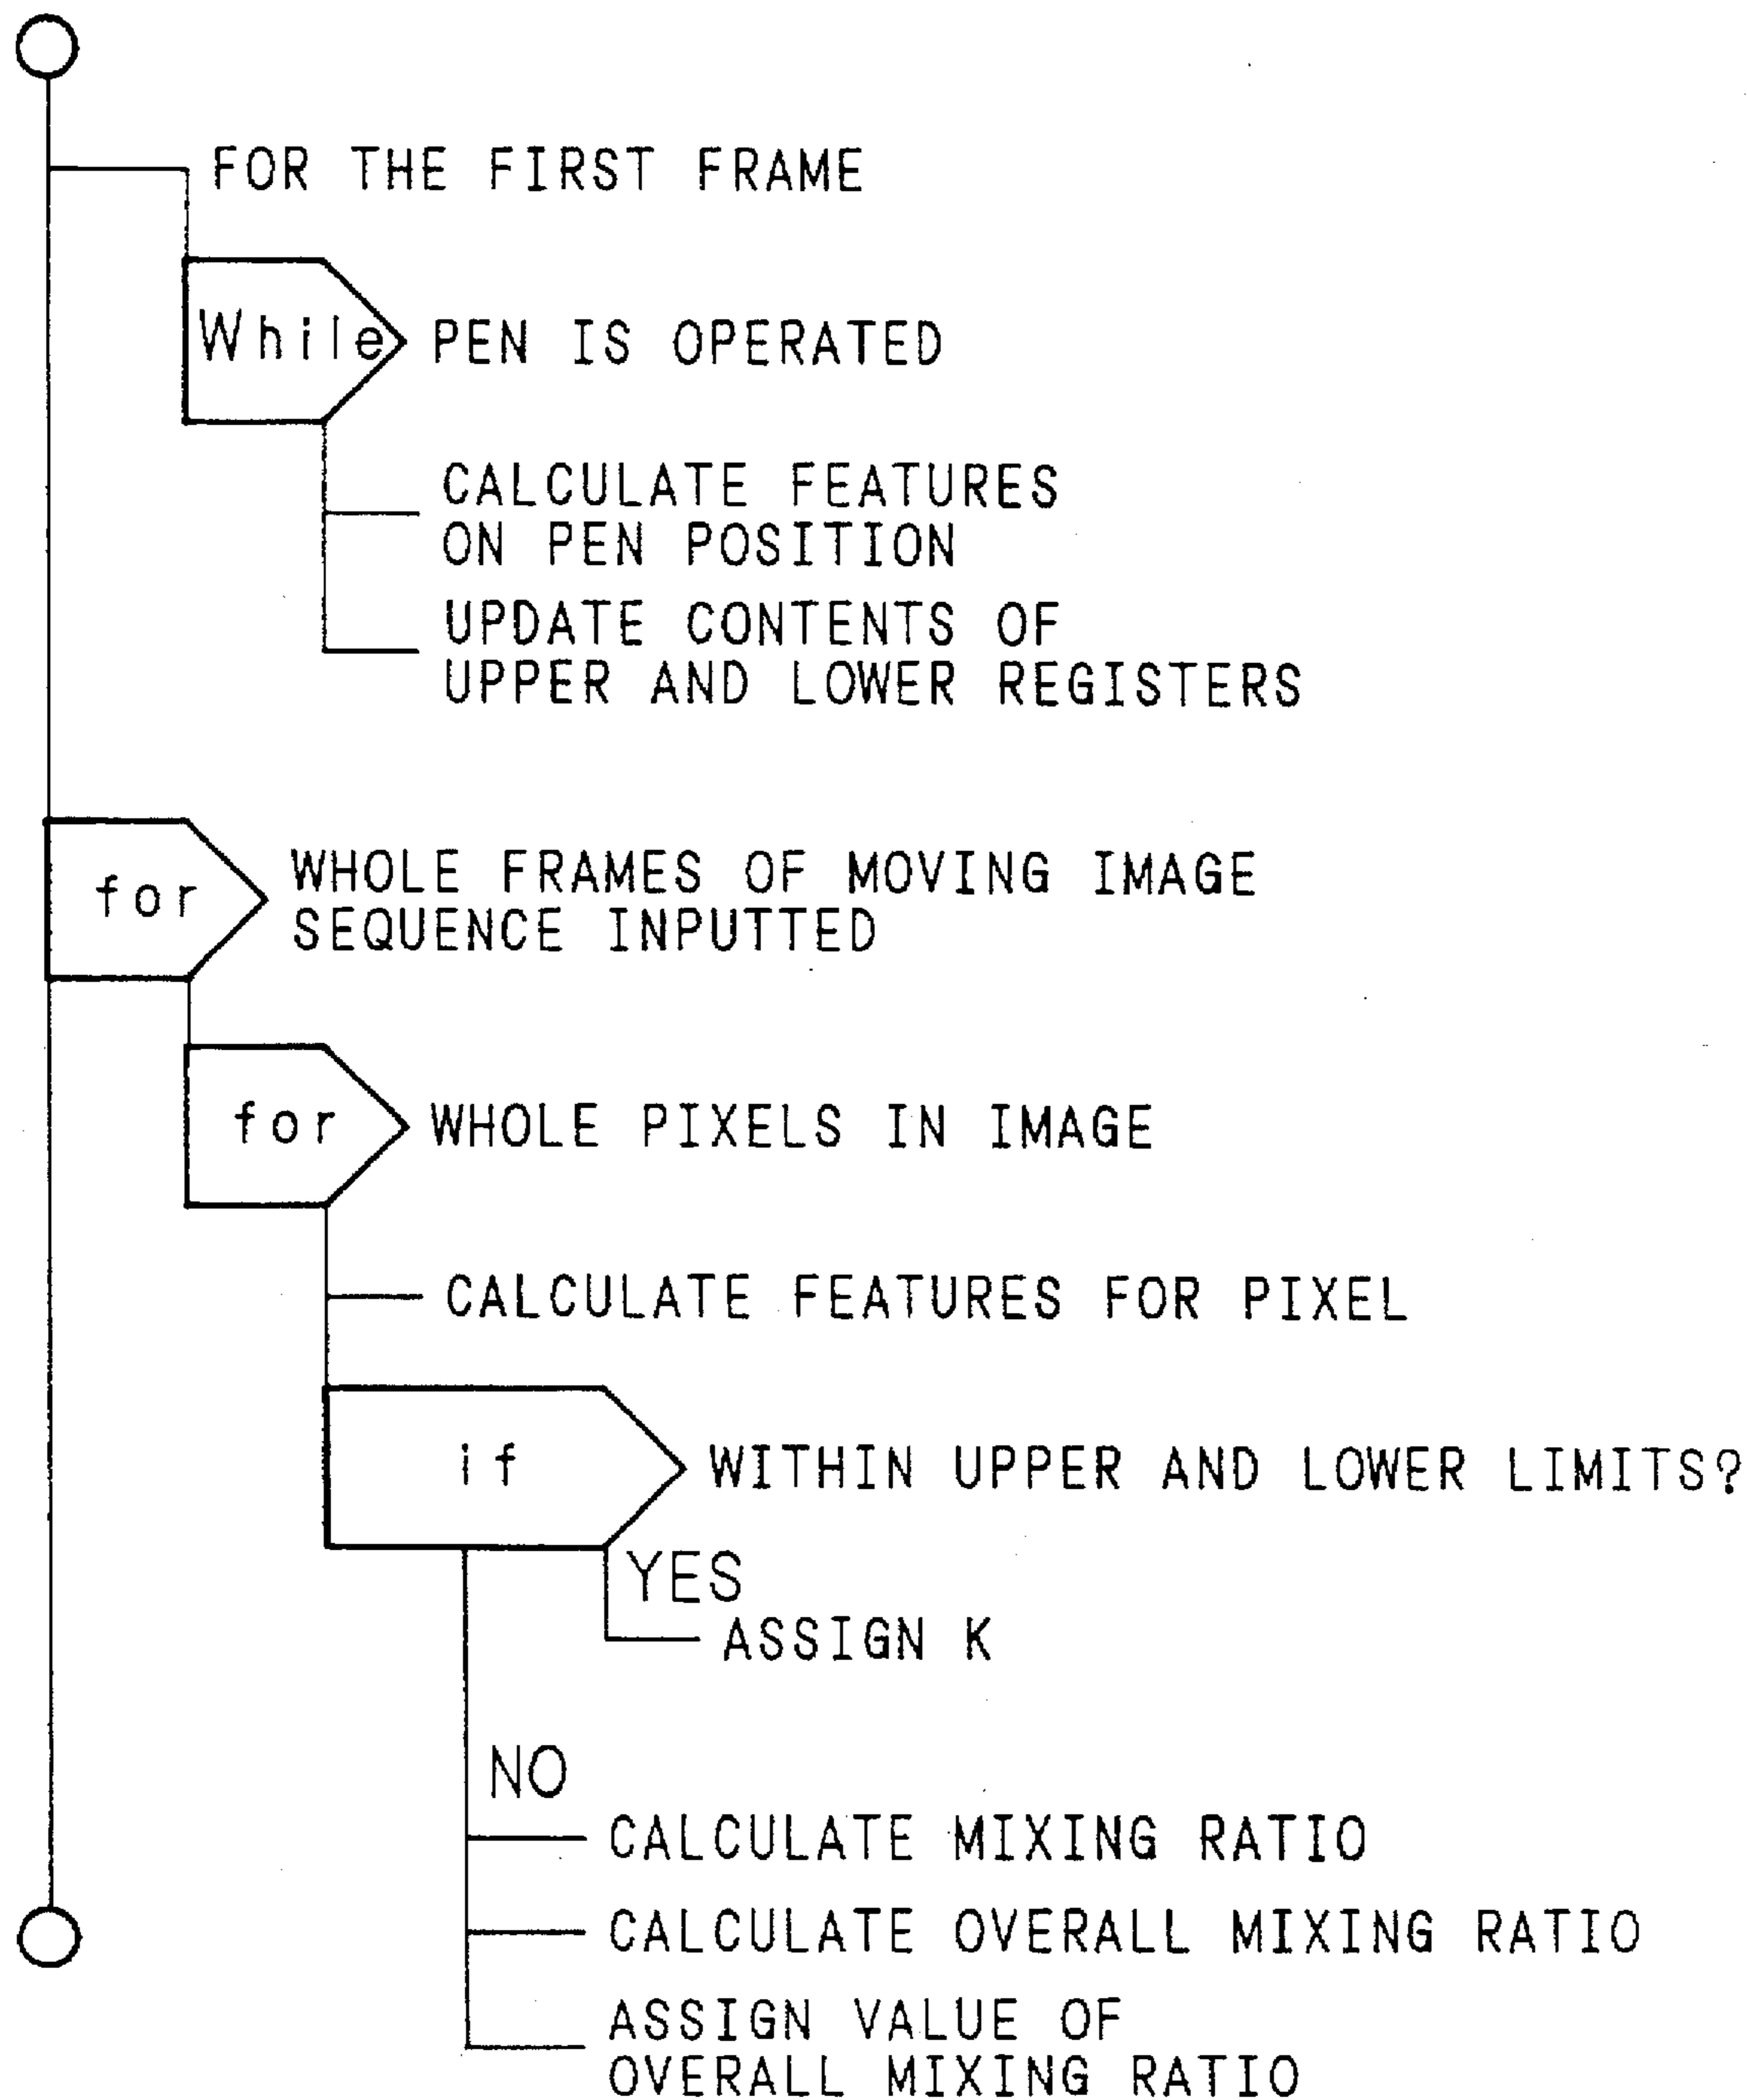 FOR THE FIRST FRAME
While PEN IS OPERATED
CALCULATE FEATURES
ON PEN POSITION
UPDATE CONTENTS OF
UPPER AND LOWER REGISTERS
for WHOLE FRAMES OF MOVING IMAGE
SEQUENCE INPUTTED
for WHOLE PIXELS IN IMAGE
CALCULATE FEATURES FOR PIXEL
if WITHIN UPPER AND LOWER LIMITS?
YES
ASSIGN K
NO
CALCULATE MIXING RATIO
CALCULATE OVERALL MIXING RATIO
ASSIGN VALUE OF
OVERALL MIXING RATIO